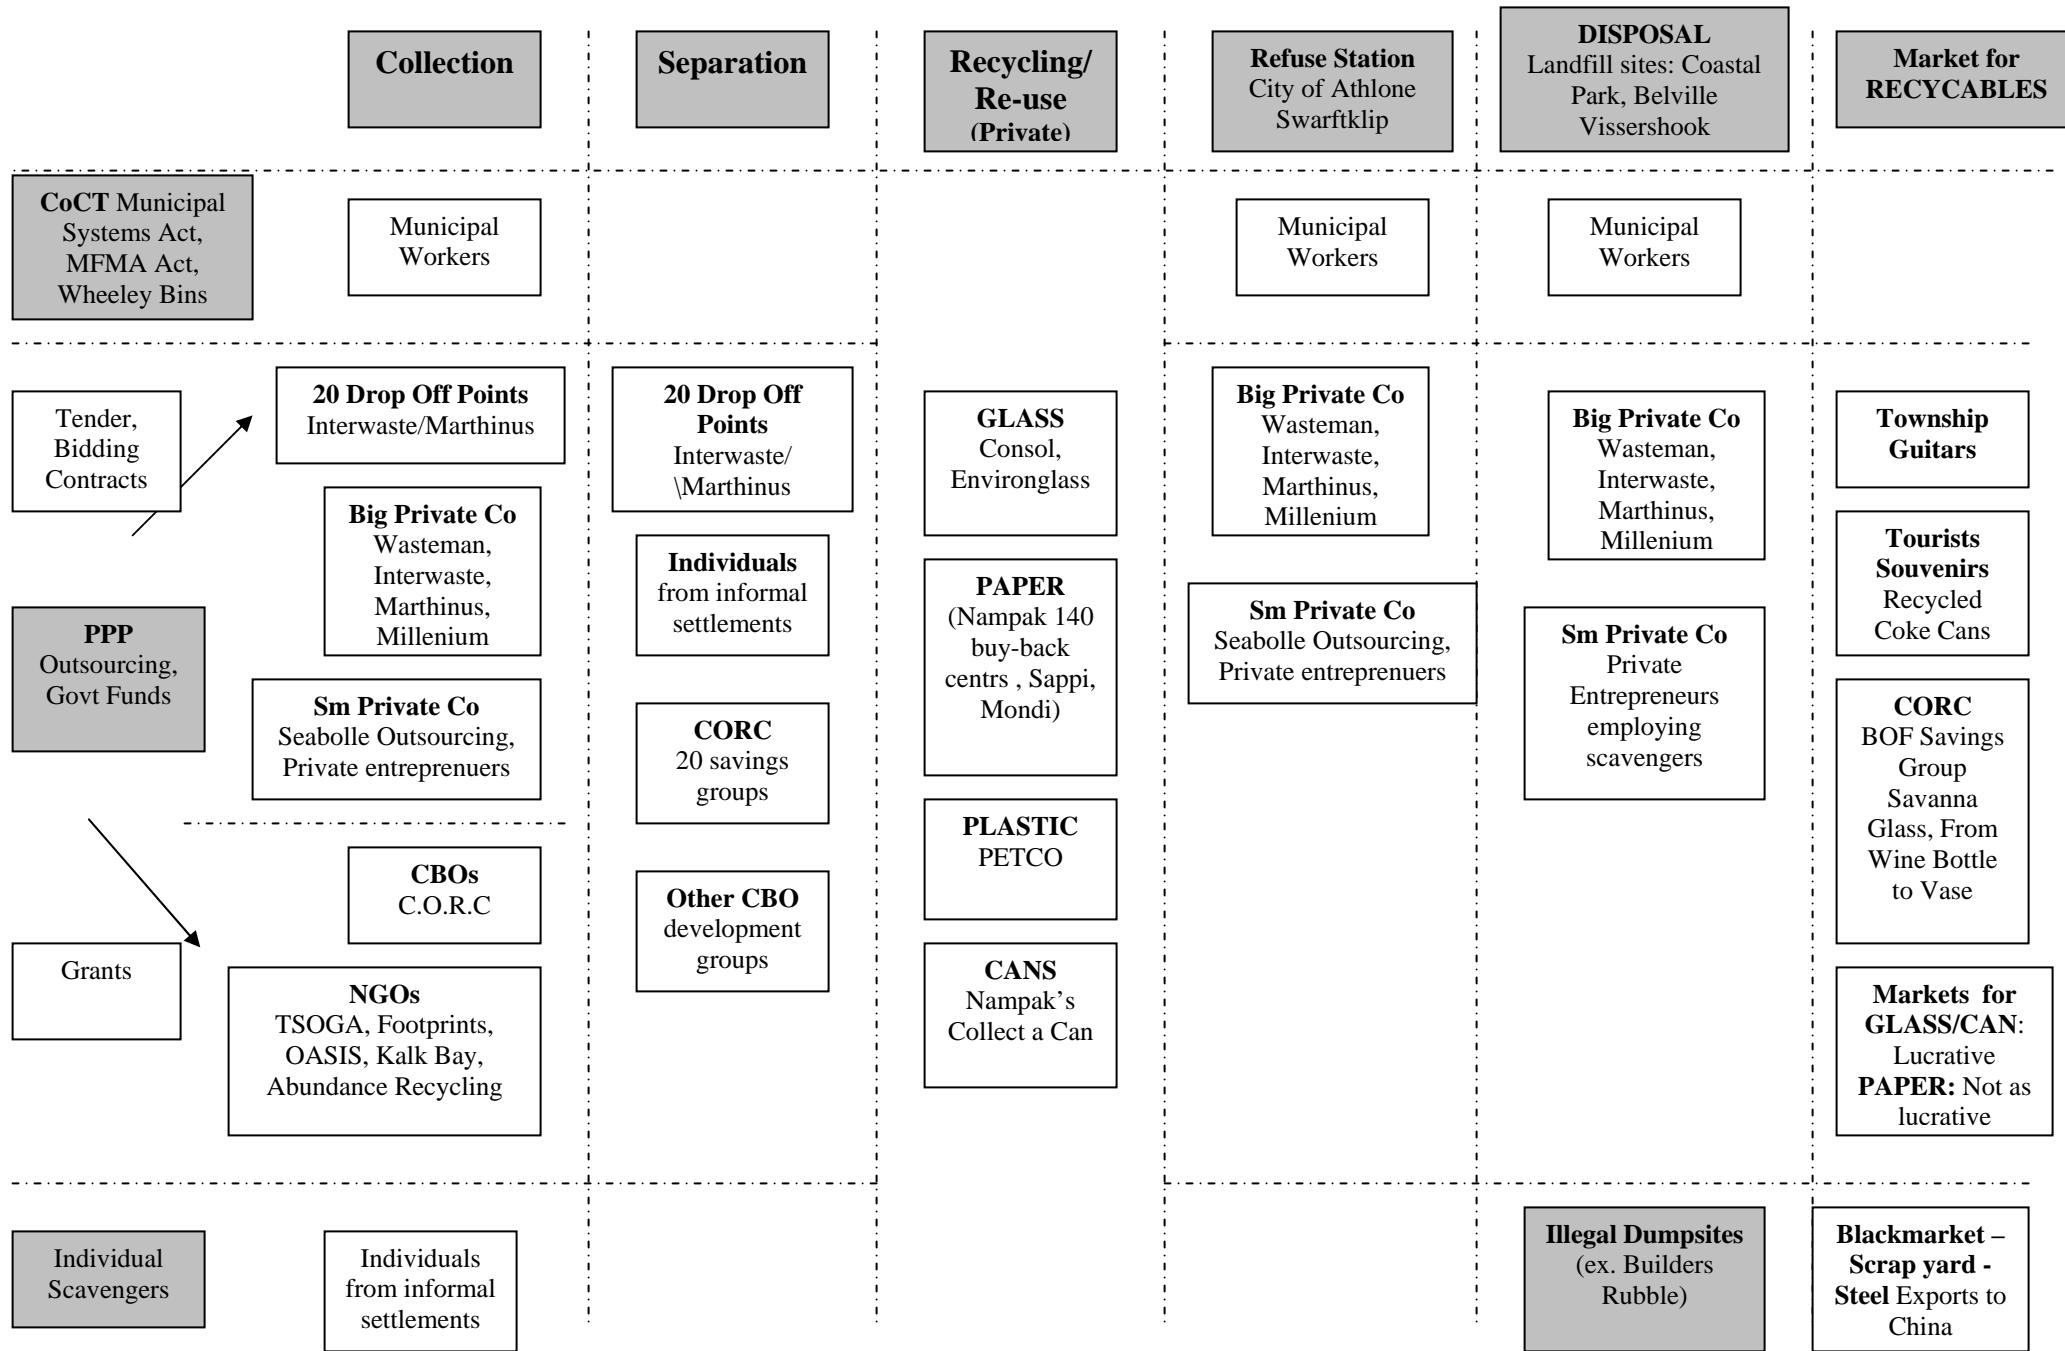 Collection
Separation
Recycling/
Re-use
(Private)
Refuse Station
City of Athlone
Swarftklip
DISPOSAL
Landfill sites: Coastal
Park, Belville
Vissershook
Market for
RECYCABLES
CoCT Municipal
Systems Act,
MFMA Act,
Wheeley Bins
Municipal
Workers
Municipal
Workers
Municipal
Workers
Tender,
Bidding
Contracts
20 Drop Off Points
Interwaste/Marthinus
Big Private Co
Wasteman,
Interwaste,
Marthinus,
Millenium
PPP
Outsourcing,
Govt Funds
Sm Private Co
Seabolle Outsourcing,
Private entreprenuers
CBOs
C.O.R.C
Grants
NGOs
TSOGA, Footprints,
OASIS, Kalk Bay,
Abundance Recycling
20 Drop Off
Points
Interwaste/
\Marthinus
Individuals
from informal
settlements
CORC
20 savings
groups
Other CBO
development
groups
GLASS
Consol,
Environglass
PAPER
(Nampak 140
buy-back
centrs , Sappi,
Mondi)
PLASTIC
PETCO
CANS
Nampak’s
Collect a Can
Big Private Co
Wasteman,
Interwaste,
Marthinus,
Millenium
Sm Private Co
Seabolle Outsourcing,
Private entreprenuers
Big Private Co
Wasteman,
Interwaste,
Marthinus,
Millenium
Sm Private Co
Private
Entrepreneurs
employing
scavengers
Township
Guitars
Tourists
Souvenirs
Recycled
Coke Cans
CORC
BOF Savings
Group
Savanna
Glass, From
Wine Bottle
to Vase
Markets for
GLASS/CAN:
Lucrative
PAPER: Not as
lucrative
Individual
Scavengers
Individuals
from informal
settlements
Illegal Dumpsites
(ex. Builders
Rubble)
Blackmarket –
Scrap yard -
Steel Exports to
China